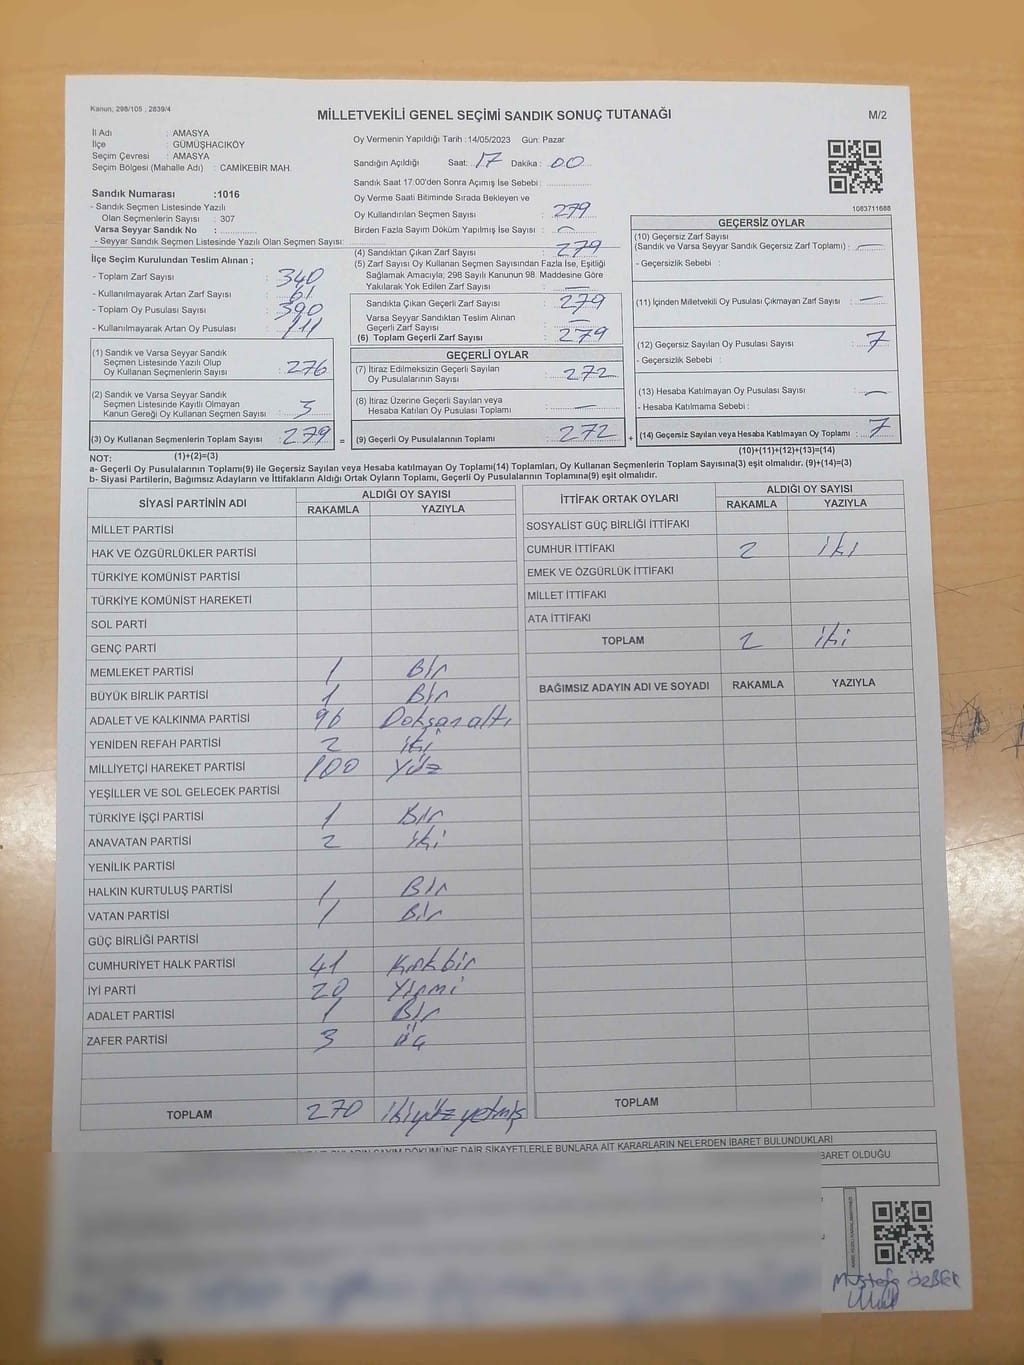 Kanun, 298/105 , 2839/4
MİLLETVEKİLİ GENEL SEÇİMİ SANDIK SONUÇ TUTANAĞI
M/2
İl Adı : AMASYA
İlçe : GÜMÜŞHACIKÖY
Seçim Çevresi : AMASYA
Seçim Bölgesi (Mahalle Adı) : CAMİKEBİR MAH.
Sandık Numarası :1016
- Sandık Seçmen Listesinde Yazılı
Olan Seçmenlerin Sayısı : 307
Varsa Seyyar Sandık No :
- Seyyar Sandık Seçmen Listesinde Yazılı Olan Seçmen Sayısı:
İlçe Seçim Kurulundan Teslim Alınan ;
- Toplam Zarf Sayısı : 340
- Kullanılmayarak Artan Zarf Sayısı : 61
- Toplam Oy Pusulası Sayısı : 390
- Kullanılmayarak Artan Oy Pusulası : 111
(1) Sandık ve Varsa Seyyar Sandık
Seçmen Listesinde Yazılı Olup
Oy Kullanan Seçmenlerin Sayısı : 276
(2) Sandık ve Varsa Seyyar Sandık
Seçmen Listesinde Kayıtlı Olmayan
Kanun Gereği Oy Kullanan Seçmen Sayısı : 3
(3) Oy Kullanan Seçmenlerin Toplam Sayısı : 279 =
(1)+(2)=(3)
Oy Vermenin Yapıldığı Tarih :14/05/2023 Gün: Pazar
Sandığın Açıldığı Saat: 17 Dakika : 00
Sandık Saat 17:00'den Sonra Açımış İse Sebebi :
Oy Verme Saati Bitiminde Sırada Bekleyen ve
Oy Kullandırılan Seçmen Sayısı : 279
Birden Fazla Sayım Döküm Yapılmış İse Sayısı : —
(4) Sandıktan Çıkan Zarf Sayısı : 279
(5) Zarf Sayısı Oy Kullanan Seçmen Sayısından Fazla İse, Eşitliği
Sağlamak Amacıyla; 298 Sayılı Kanunun 98. Maddesine Göre
Yakılarak Yok Edilen Zarf Sayısı : —
Sandıkta Çıkan Geçerli Zarf Sayısı : 279
Varsa Seyyar Sandıktan Teslim Alınan
Geçerli Zarf Sayısı : —
(6) Toplam Geçerli Zarf Sayısı : 279
GEÇERLİ OYLAR
(7) İtiraz Edilmeksizin Geçerli Sayılan
Oy Pusulalarının Sayısı : 272
(8) İtiraz Üzerine Geçerli Sayılan veya
Hesaba Katılan Oy Pusulası Toplamı : —
(9) Geçerli Oy Pusulalarının Toplamı : 272 +
1083711688
GEÇERSİZ OYLAR
(10) Geçersiz Zarf Sayısı
(Sandık ve Varsa Seyyar Sandık Geçersiz Zarf Toplamı) : —
- Geçersizlik Sebebi :
(11) İçinden Milletvekili Oy Pusulası Çıkmayan Zarf Sayısı : —
(12) Geçersiz Sayılan Oy Pusulası Sayısı : 7
- Geçersizlik Sebebi :
(13) Hesaba Katılmayan Oy Pusulası Sayısı : —
- Hesaba Katılmama Sebebi :
(14) Geçersiz Sayılan veya Hesaba Katılmayan Oy Toplamı : 7
(10)+(11)+(12)+(13)=(14)
NOT:
a- Geçerli Oy Pusulalarının Toplamı(9) ile Geçersiz Sayılan veya Hesaba katılmayan Oy Toplamı(14) Toplamları, Oy Kullanan Seçmenlerin Toplam Sayısına(3) eşit olmalıdır. (9)+(14)=(3)
b- Siyasi Partilerin, Bağımsız Adayların ve İttifakların Aldığı Ortak Oyların Toplamı, Geçerli Oy Pusulalarının Toplamına(9) eşit olmalıdır.
SİYASİ PARTİNİN ADI ALDIĞI OY SAYISI
RAKAMLA YAZIYLA
MİLLET PARTİSİ
HAK VE ÖZGÜRLÜKLER PARTİSİ
TÜRKİYE KOMÜNİST PARTİSİ
TÜRKİYE KOMÜNİST HAREKETİ
SOL PARTİ
GENÇ PARTİ
MEMLEKET PARTİSİ 1 Bir
BÜYÜK BİRLİK PARTİSİ 1 Bir
ADALET VE KALKINMA PARTİSİ 96 Doksan altı
YENİDEN REFAH PARTİSİ 2 iki
MİLLİYETÇİ HAREKET PARTİSİ 100 Yüz
YEŞİLLER VE SOL GELECEK PARTİSİ
TÜRKİYE İŞÇİ PARTİSİ 1 Bir
ANAVATAN PARTİSİ 2 iki
YENİLİK PARTİSİ
HALKIN KURTULUŞ PARTİSİ 1 Bir
VATAN PARTİSİ 1 Bir
GÜÇ BİRLİĞİ PARTİSİ
CUMHURİYET HALK PARTİSİ 41 Kırkbir
İYİ PARTİ 20 Yirmi
ADALET PARTİSİ 1 Bir
ZAFER PARTİSİ 3 üç
TOPLAM 270 ikiyüzyetmiş
İTTİFAK ORTAK OYLARI ALDIĞI OY SAYISI
RAKAMLA YAZIYLA
SOSYALİST GÜÇ BİRLİĞİ İTTİFAKI
CUMHUR İTTİFAKI 2 iki
EMEK VE ÖZGÜRLÜK İTTİFAKI
MİLLET İTTİFAKI
ATA İTTİFAKI
TOPLAM 2 iki
BAĞIMSIZ ADAYIN ADI VE SOYADI RAKAMLA YAZIYLA
TOPLAM
SAYIM DÖKÜMÜNE DAİR ŞİKAYETLERLE BUNLARA AİT KARARLARIN NELERDEN İBARET BULUNDUKLARI
İBARET OLDUĞU
Mustafa ÖZBEK